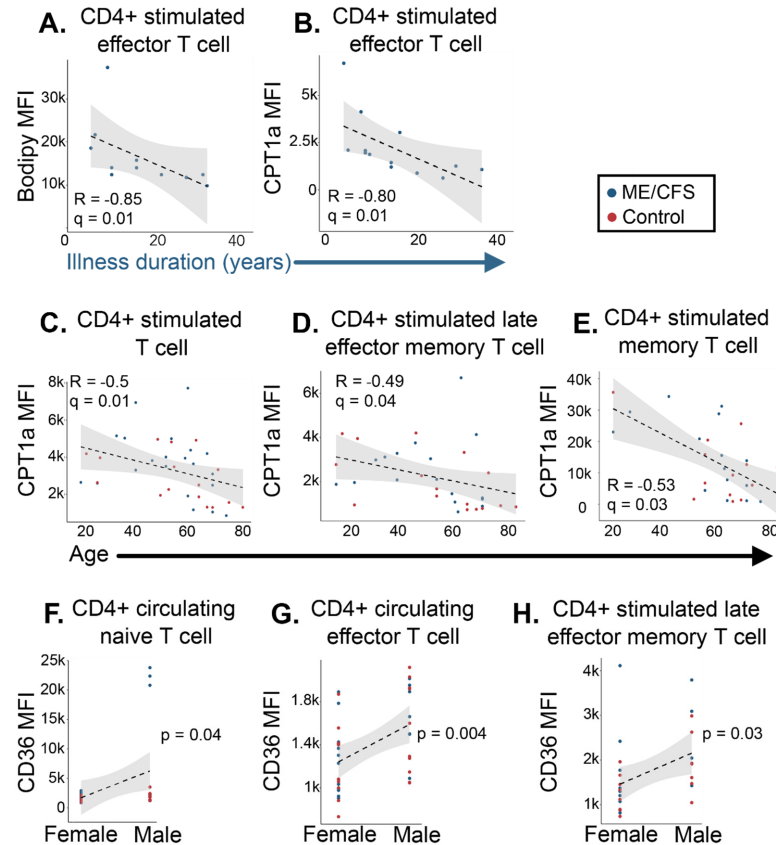 A. CD4+ stimulated
effector T cell
Bodipy MFI
30k
20k
10k
R = -0.85
q = 0.01
0
20
40
B. CD4+ stimulated
effector T cell
CPT1a MFI
5k
2.5k
0
R = -0.80
q = 0.01
0
20
40
Illness duration (years)
ME/CFS
Control
C. CD4+ stimulated
T cell
CPT1a MFI
8k
6k
4k
2k
R = -0.5
q = 0.01
20
40
60
80
D. CD4+ stimulated late
effector memory T cell
CPT1a MFI
6k
4k
2k
R = -0.49
q = 0.04
20
40
60
80
E. CD4+ stimulated
memory T cell
CPT1a MFI
40k
30k
20k
10k
0
R = -0.53
q = 0.03
20
40
60
80
Age
F. CD4+ circulating
naive T cell
CD36 MFI
25k
20k
15k
10k
5k
0
p = 0.04
Female Male
G. CD4+ circulating
effector T cell
CD36 MFI
1.8k
1.4k
1k
p = 0.004
Female Male
H. CD4+ stimulated late
effector memory T cell
CD36 MFI
4k
3k
2k
1k
p = 0.03
Female Male